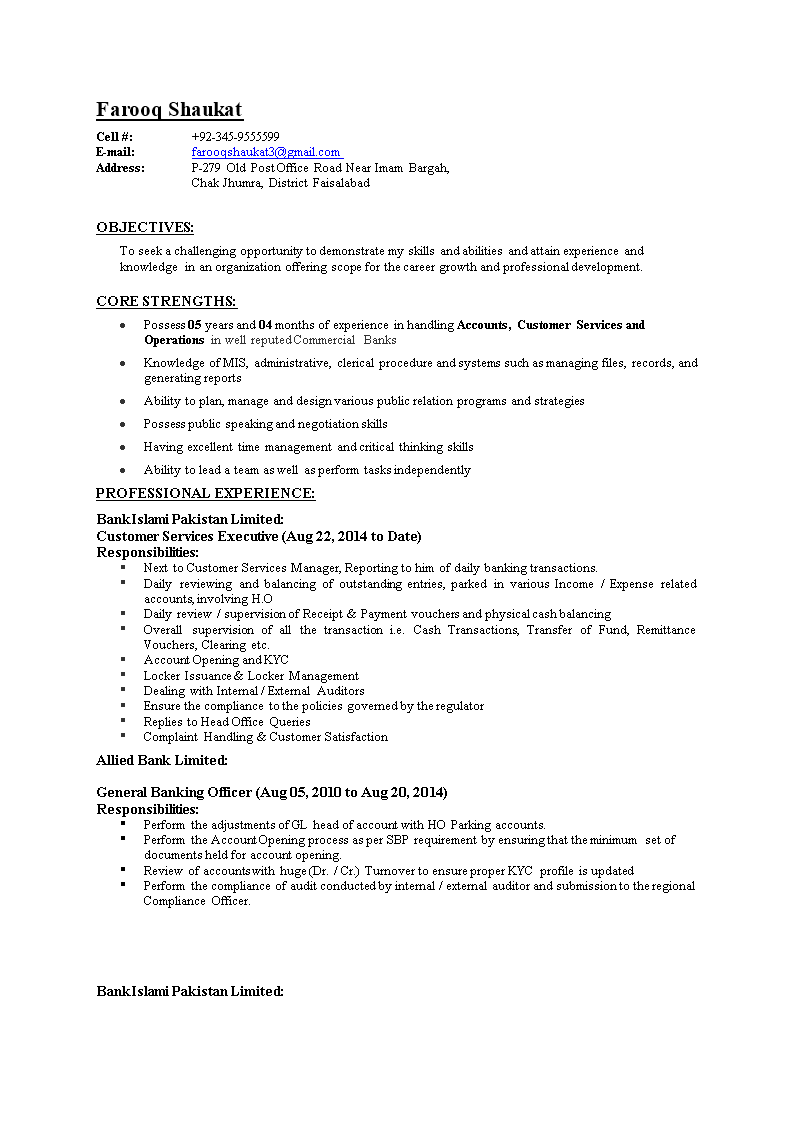 Farooq Shaukat
Cell #: +92-345-9555599
E-mail: farooqshaukat3@gmail.com
Address: P-279 Old Post Office Road Near Imam Bargah,
Chak Jhumra, District Faisalabad
OBJECTIVES:
To seek a challenging opportunity to demonstrate my skills and abilities and attain experience and
knowledge in an organization offering scope for the career growth and professional development.
CORE STRENGTHS:
• Possess 05 years and 04 months of experience in handling Accounts, Customer Services and
Operations in well reputed Commercial Banks
• Knowledge of MIS, administrative, clerical procedure and systems such as managing files, records, and
generating reports
• Ability to plan, manage and design various public relation programs and strategies
• Possess public speaking and negotiation skills
• Having excellent time management and critical thinking skills
• Ability to lead a team as well as perform tasks independently
PROFESSIONAL EXPERIENCE:
BankIslami Pakistan Limited:
Customer Services Executive (Aug 22, 2014 to Date)
Responsibilities:
▪ Next to Customer Services Manager, Reporting to him of daily banking transactions.
▪ Daily reviewing and balancing of outstanding entries, parked in various Income / Expense related
accounts, involving H.O
▪ Daily review / supervision of Receipt & Payment vouchers and physical cash balancing
▪ Overall supervision of all the transaction i.e. Cash Transactions, Transfer of Fund, Remittance
Vouchers, Clearing etc.
▪ Account Opening and KYC
▪ Locker Issuance & Locker Management
▪ Dealing with Internal / External Auditors
▪ Ensure the compliance to the policies governed by the regulator
▪ Replies to Head Office Queries
▪ Complaint Handling & Customer Satisfaction
Allied Bank Limited:
General Banking Officer (Aug 05, 2010 to Aug 20, 2014)
Responsibilities:
▪ Perform the adjustments of GL head of account with HO Parking accounts.
▪ Perform the Account Opening process as per SBP requirement by ensuring that the minimum set of
documents held for account opening.
▪ Review of accounts with huge (Dr. / Cr.) Turnover to ensure proper KYC profile is updated
▪ Perform the compliance of audit conducted by internal / external auditor and submission to the regional
Compliance Officer.
BankIslami Pakistan Limited: